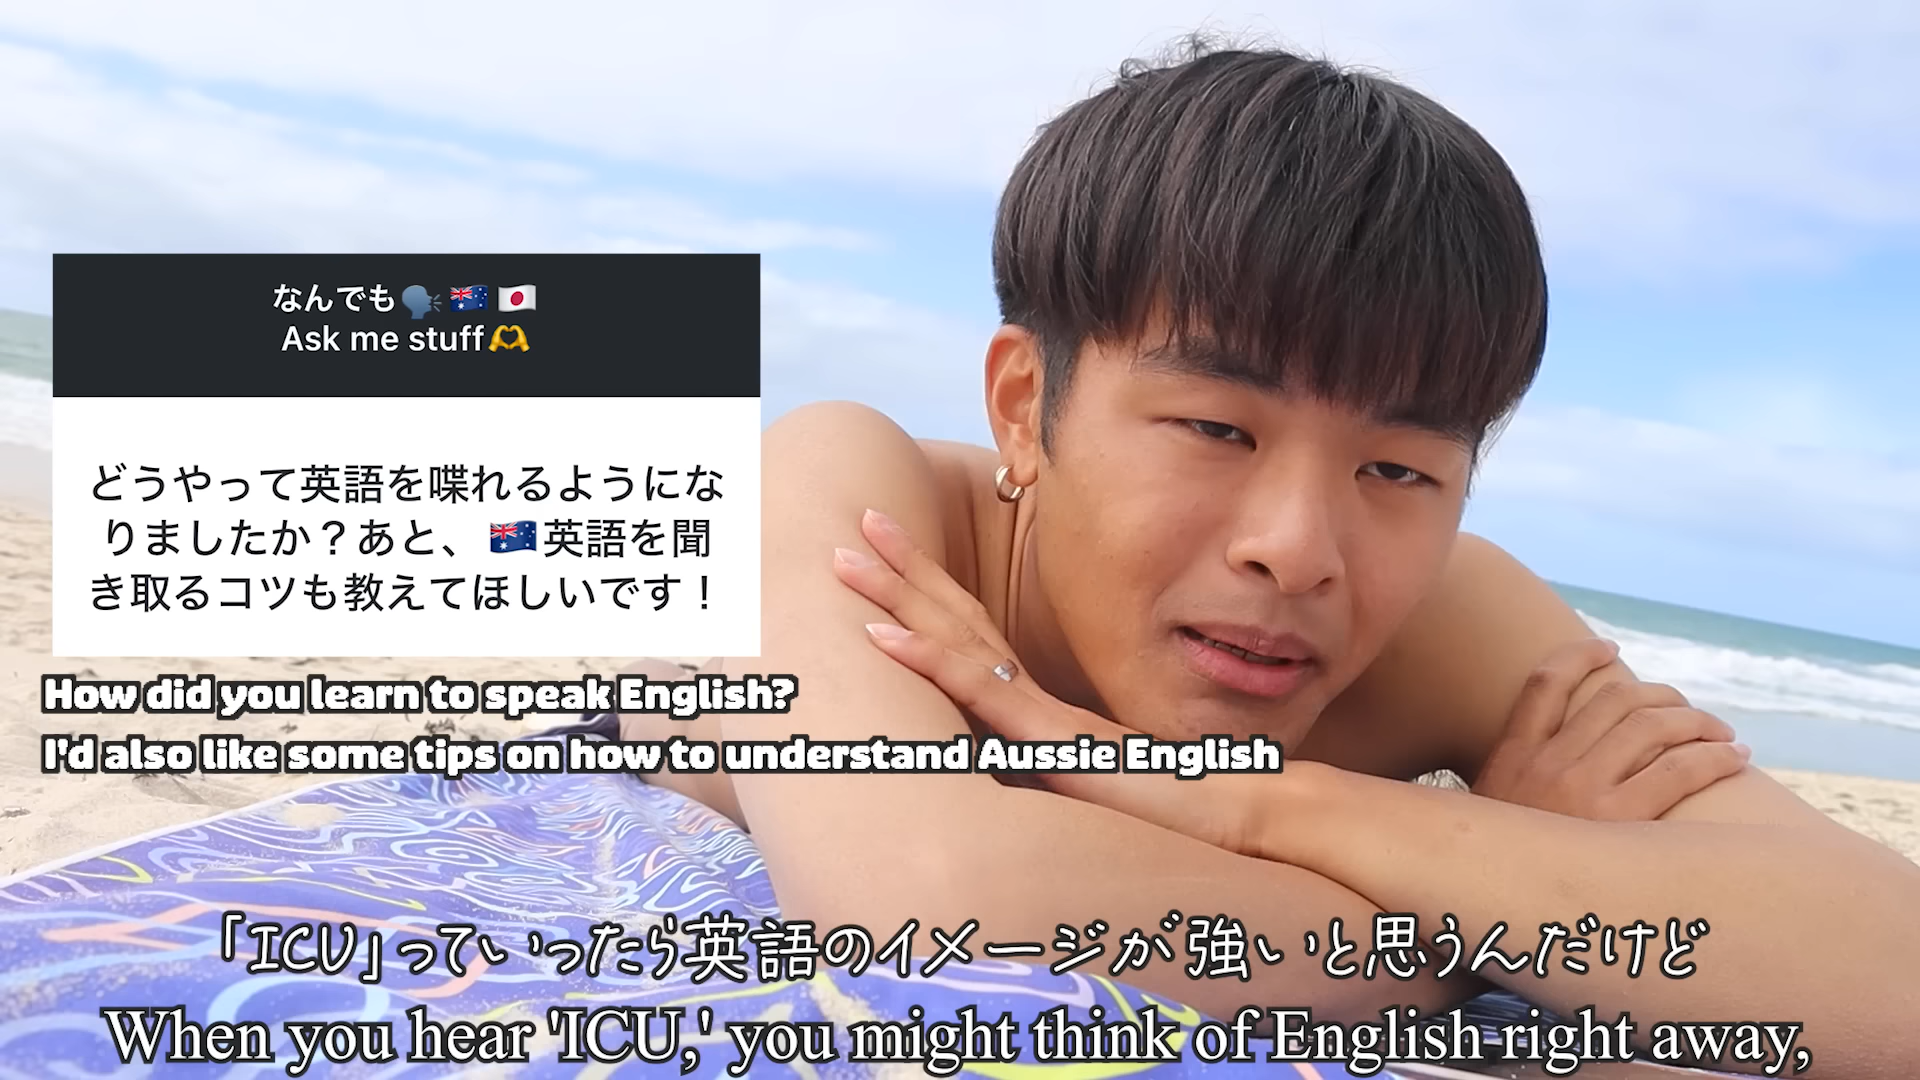 なんでも🗣️🇦🇺🇯🇵
Ask me stuff🫶
どうやって英語を喋れるようにな
りましたか？あと、🇦🇺英語を聞
き取るコツも教えてほしいです！
How did you learn to speak English?
I'd also like some tips on how to understand Aussie English
「ICU」っていったら英語のイメージが強いと思うんだけど
When you hear 'ICU,' you might think of English right away,